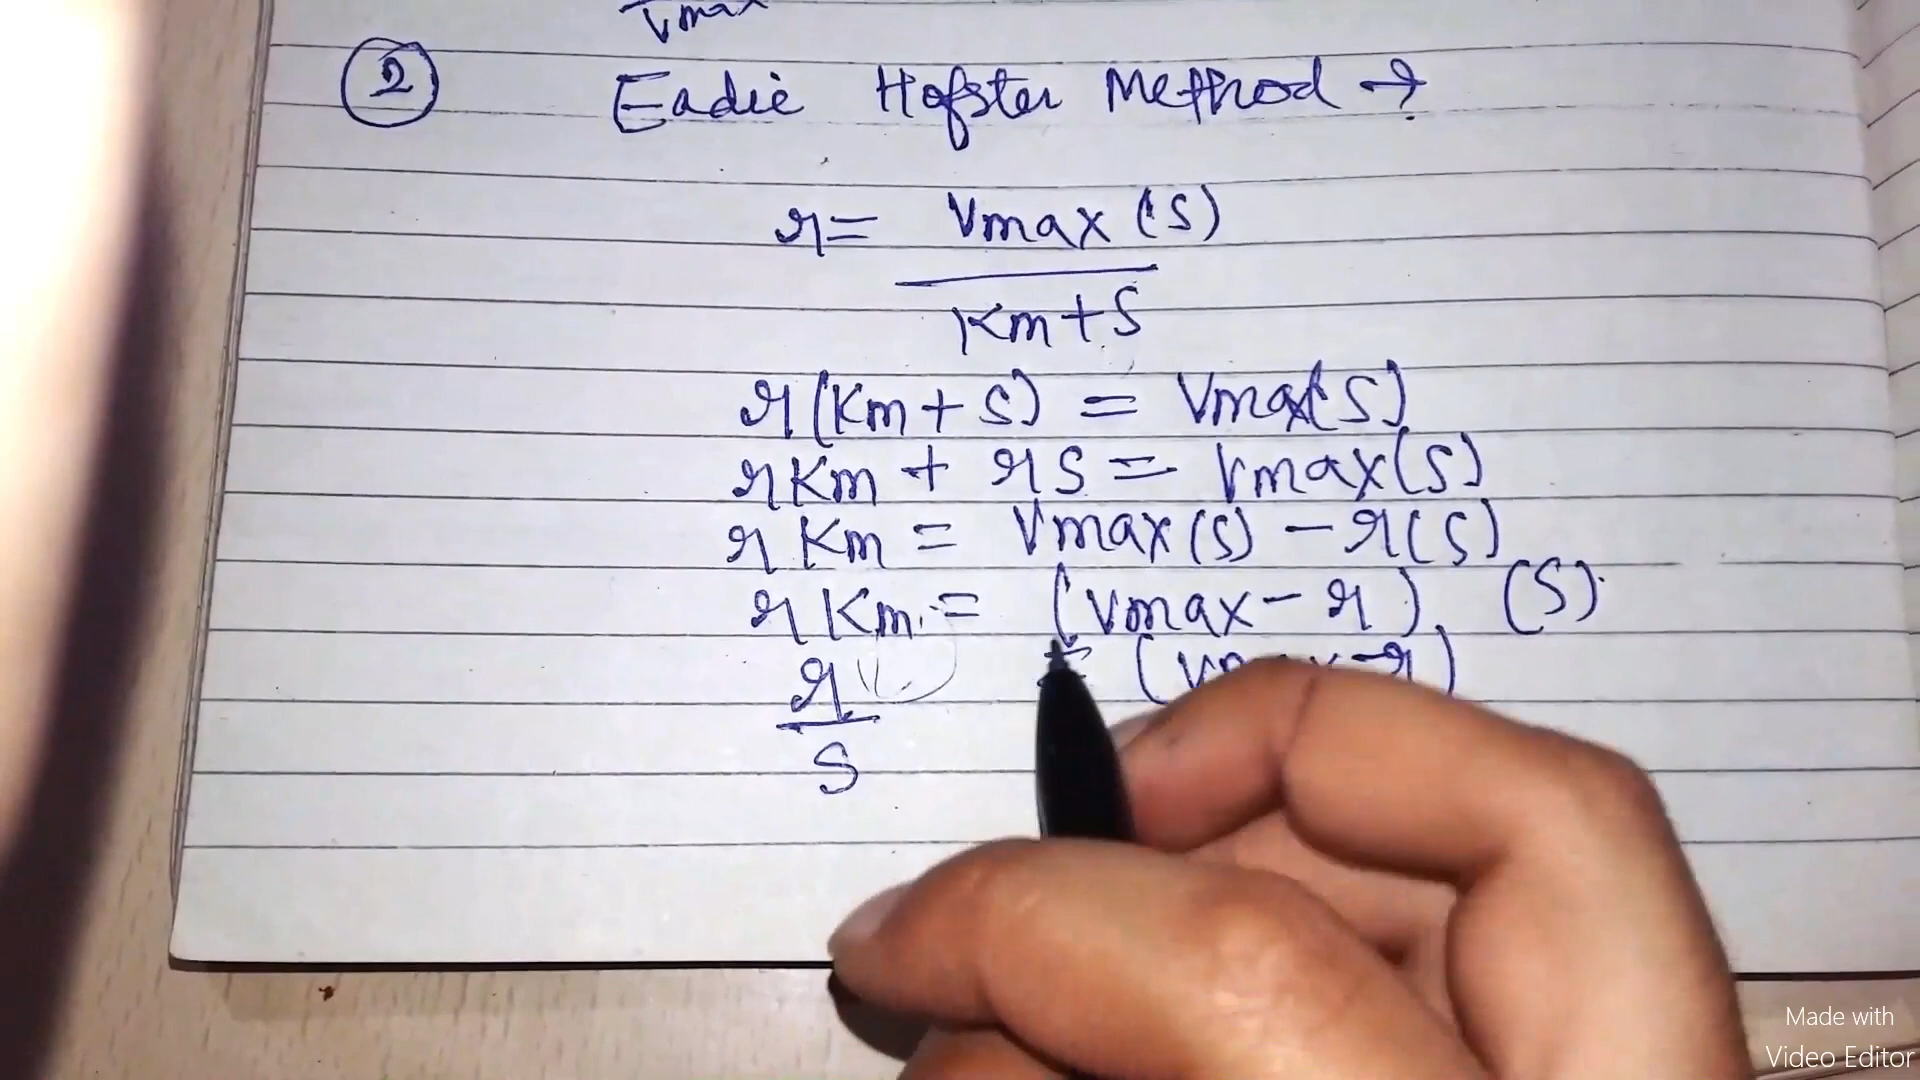 Vmax
2 Eadie Hofster Method →
r = Vmax (S)
Km + S
r (Km + S) = Vmax(S)
r Km + r S = Vmax(S)
r Km = Vmax (S) - r (S)
r Km = (Vmax - r) (S)
r = (Vmax - r)
S
Made with
Video Editor